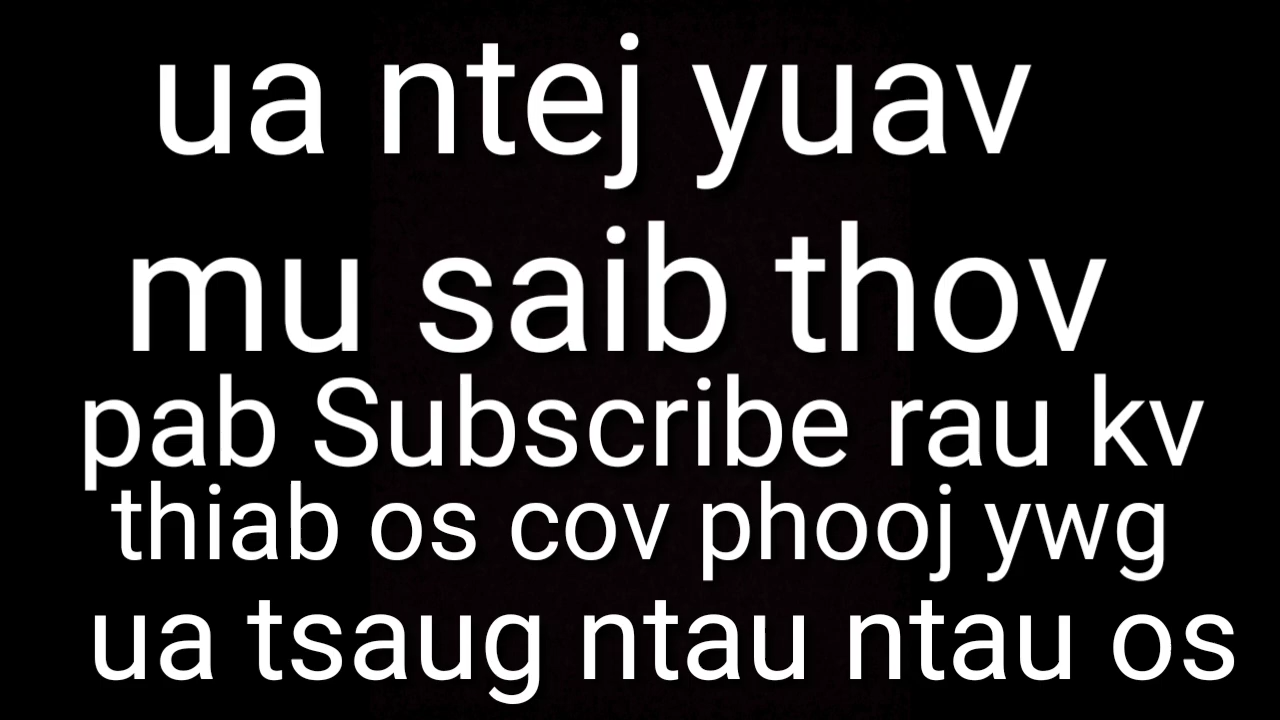 ua ntej yuav
mu saib thov
pab Subscribe rau kv
thiab os cov phooj ywg
ua tsaug ntau ntau os